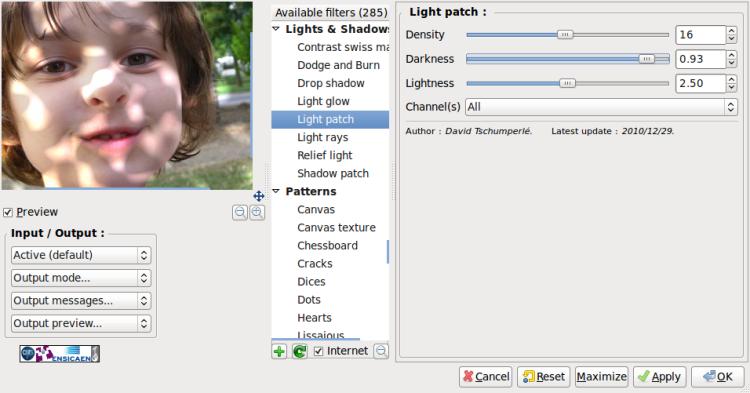 Preview
Input / Output :
Active (default)
Output mode...
Output messages...
Output preview...
ENSICAEN
Available filters (285)
Lights & Shadows
Contrast swiss ma
Dodge and Burn
Drop shadow
Light glow
Light patch
Light rays
Relief light
Shadow patch
Patterns
Canvas
Canvas texture
Chessboard
Cracks
Dices
Dots
Hearts
Lissajous
Internet
Light patch :
Density 16
Darkness 0.93
Lightness 2.50
Channel(s) All
Author : David Tschumperlé. Latest update : 2010/12/29.
Cancel Reset Maximize Apply OK